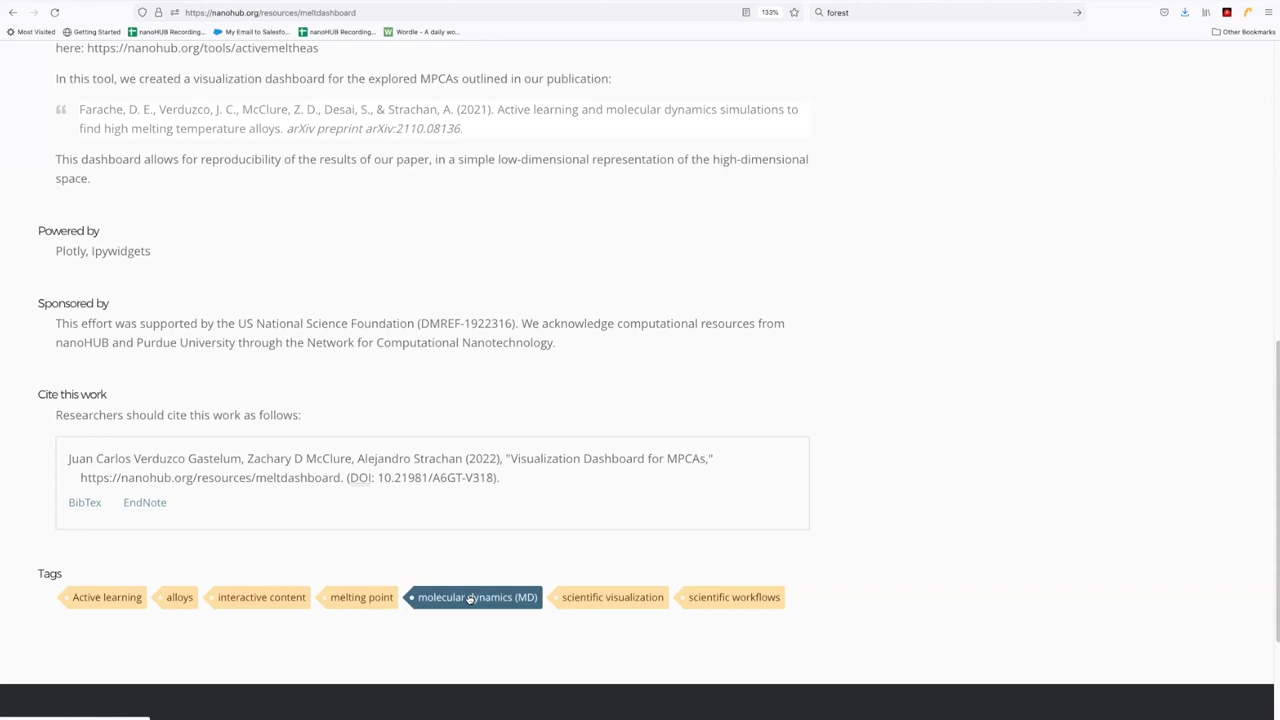 https://nanohub.org/resources/meltdashboard
133%
forest
Most Visited
Getting Started
nanoHUB Recording...
My Email to Salesfo...
nanoHUB Recording...
Wordle - A daily wo...
Other Bookmarks
here: https://nanohub.org/tools/activemeltheas
In this tool, we created a visualization dashboard for the explored MPCAs outlined in our publication:
Farache, D. E., Verduzco, J. C., McClure, Z. D., Desai, S., & Strachan, A. (2021). Active learning and molecular dynamics simulations to
find high melting temperature alloys. arXiv preprint arXiv:2110.08136.
This dashboard allows for reproducibility of the results of our paper, in a simple low-dimensional representation of the high-dimensional
space.
Powered by
Plotly, Ipywidgets
Sponsored by
This effort was supported by the US National Science Foundation (DMREF-1922316). We acknowledge computational resources from
nanoHUB and Purdue University through the Network for Computational Nanotechnology.
Cite this work
Researchers should cite this work as follows:
Juan Carlos Verduzco Gastelum, Zachary D McClure, Alejandro Strachan (2022), "Visualization Dashboard for MPCAs,"
https://nanohub.org/resources/meltdashboard. (DOI: 10.21981/A6GT-V318).
BibTex EndNote
Tags
Active learning alloys interactive content melting point molecular dynamics (MD) scientific visualization scientific workflows